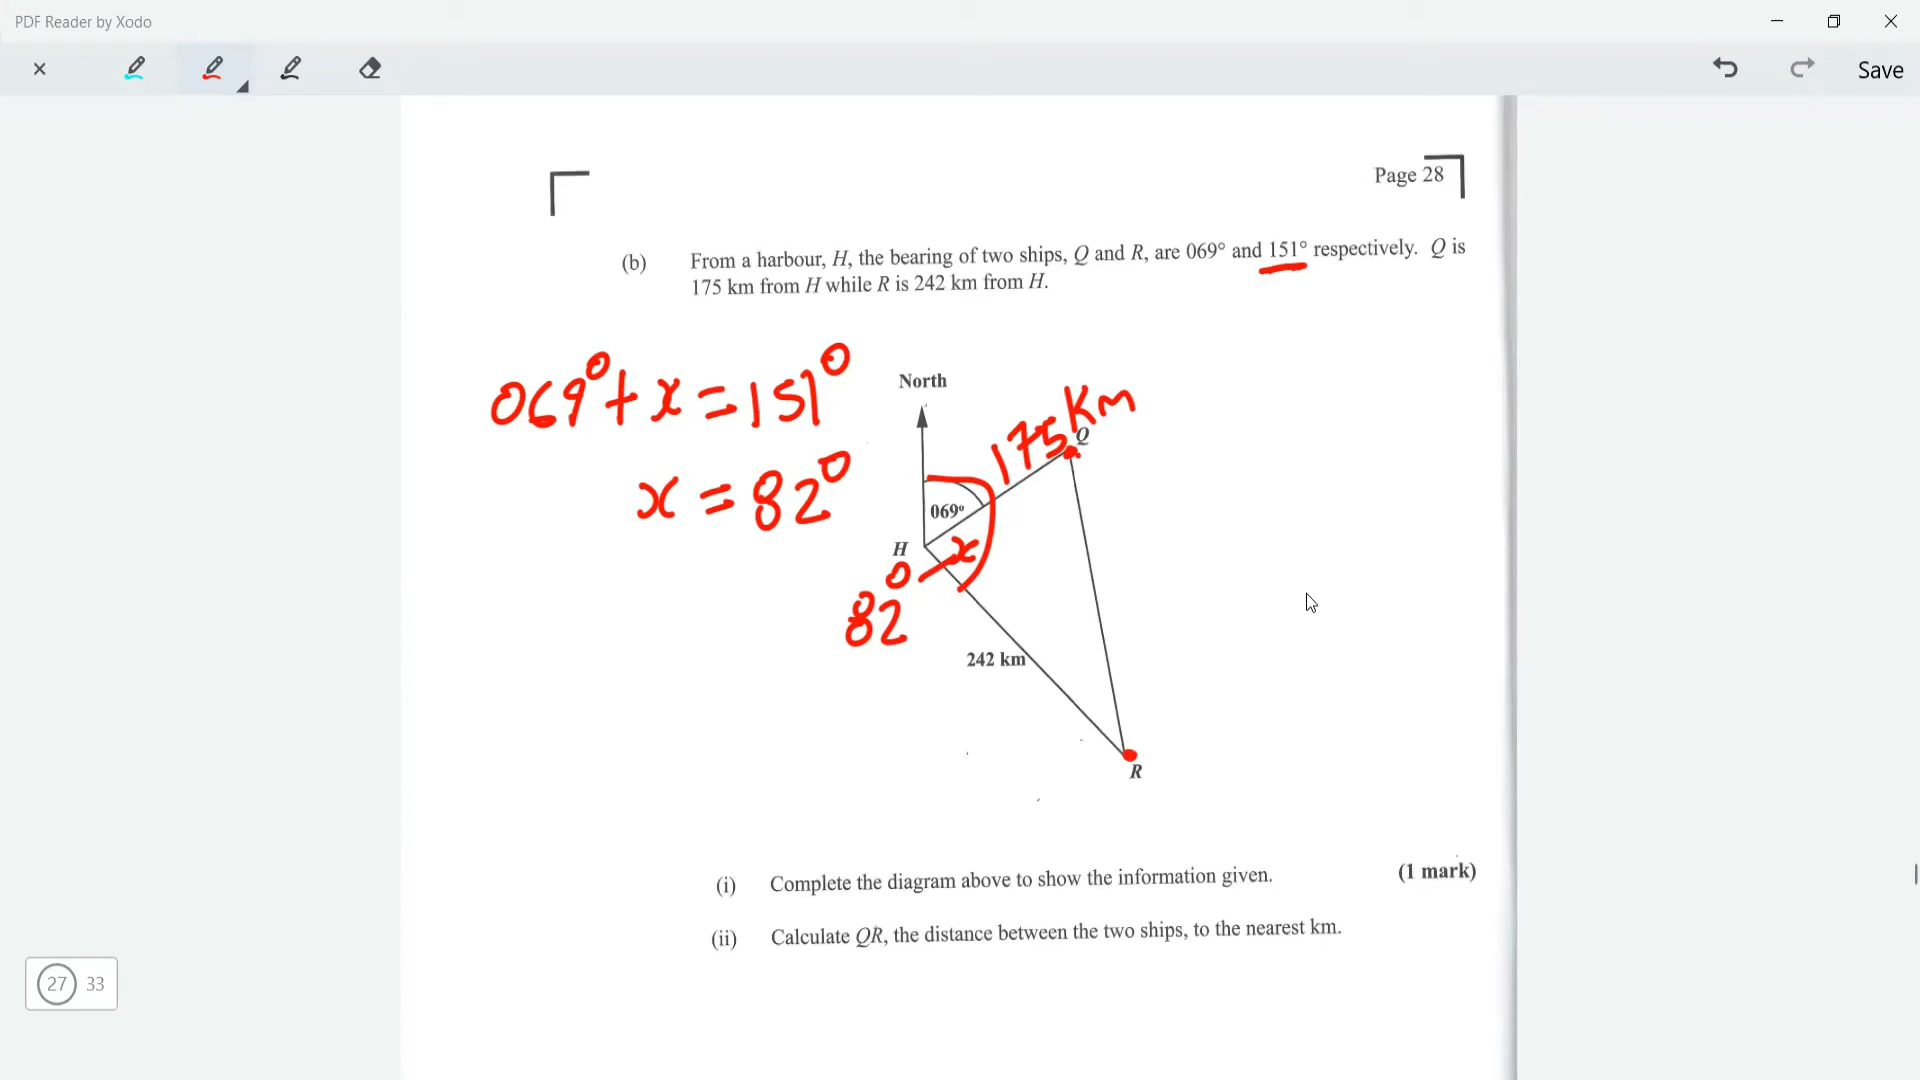 PDF Reader by Xodo
Save
Page 28
(b) From a harbour, H, the bearing of two ships, Q and R, are 069° and 151° respectively. Q is
175 km from H while R is 242 km from H.
069° + x = 151°
x = 82°
North
175 Km
Q
069°
H
x
82°
242 km
R
(i) Complete the diagram above to show the information given. (1 mark)
(ii) Calculate QR, the distance between the two ships, to the nearest km.
27 33